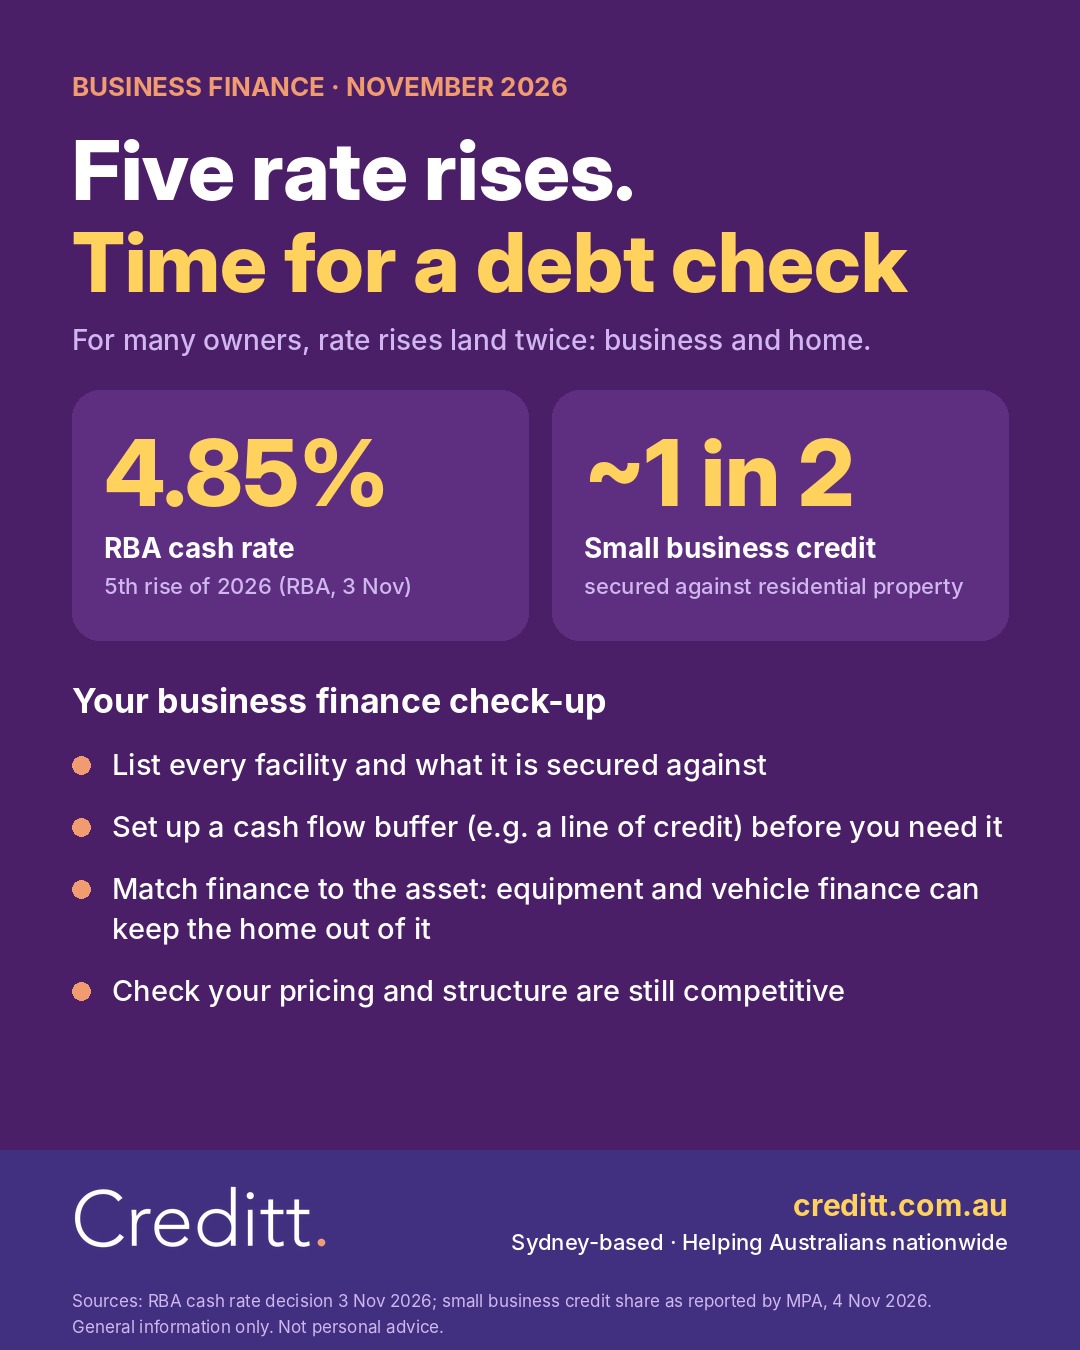 BUSINESS FINANCE · NOVEMBER 2026
Five rate rises.
Time for a debt check
For many owners, rate rises land twice: business and home.
4.85%
RBA cash rate
5th rise of 2026 (RBA, 3 Nov)
~1 in 2
Small business credit
secured against residential property
Your business finance check-up
List every facility and what it is secured against
Set up a cash flow buffer (e.g. a line of credit) before you need it
Match finance to the asset: equipment and vehicle finance can
keep the home out of it
Check your pricing and structure are still competitive
Creditt.
creditt.com.au
Sydney-based · Helping Australians nationwide
Sources: RBA cash rate decision 3 Nov 2026; small business credit share as reported by MPA, 4 Nov 2026.
General information only. Not personal advice.